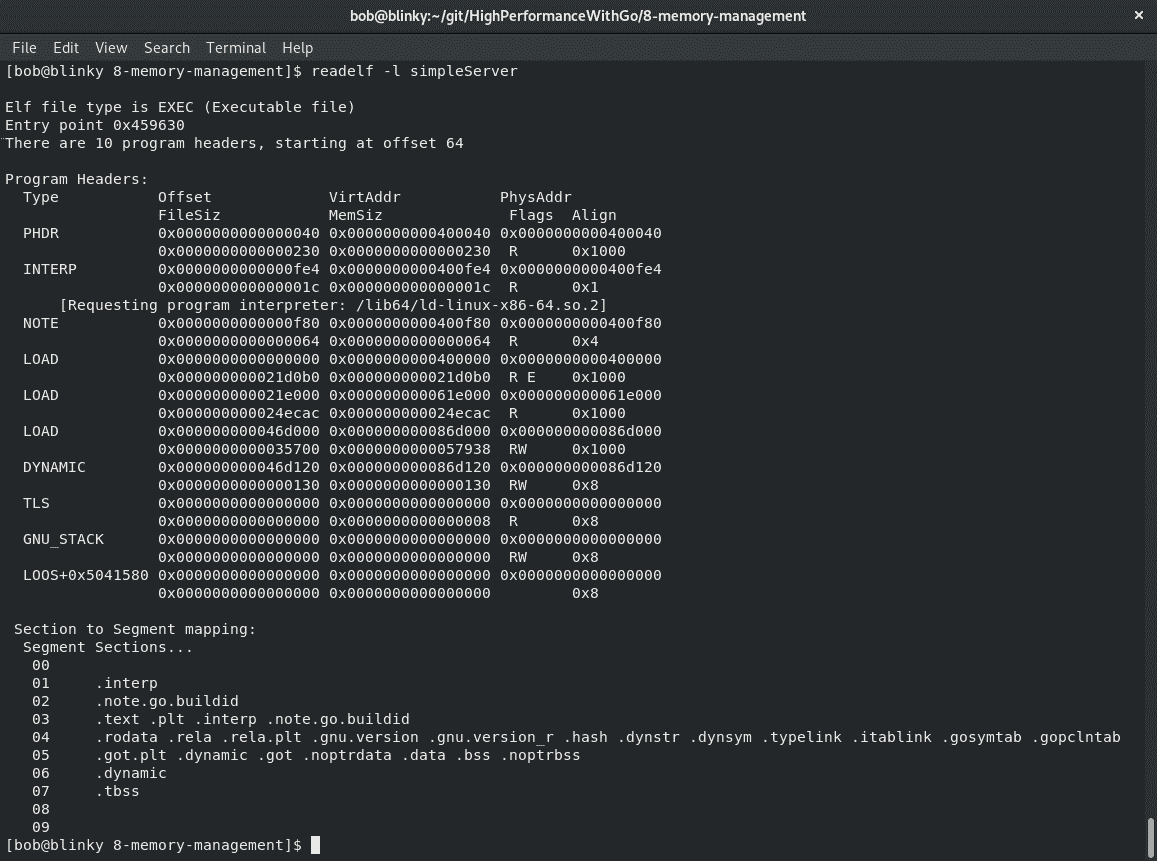 bob@blinky:~/git/HighPerformanceWithGo/8-memory-management ×
File Edit View Search Terminal Help
[bob@blinky 8-memory-management]$ readelf -l simpleServer

Elf file type is EXEC (Executable file)
Entry point 0x459630
There are 10 program headers, starting at offset 64

Program Headers:
  Type           Offset             VirtAddr           PhysAddr
                 FileSiz            MemSiz              Flags  Align
  PHDR           0x0000000000000040 0x0000000000400040 0x0000000000400040
                 0x0000000000000230 0x0000000000000230  R      0x1000
  INTERP         0x0000000000000fe4 0x0000000000400fe4 0x0000000000400fe4
                 0x000000000000001c 0x000000000000001c  R      0x1
      [Requesting program interpreter: /lib64/ld-linux-x86-64.so.2]
  NOTE           0x0000000000000f80 0x0000000000400f80 0x0000000000400f80
                 0x0000000000000064 0x0000000000000064  R      0x4
  LOAD           0x0000000000000000 0x0000000000400000 0x0000000000400000
                 0x000000000021d0b0 0x000000000021d0b0  R E    0x1000
  LOAD           0x000000000021e000 0x000000000061e000 0x000000000061e000
                 0x000000000024ecac 0x000000000024ecac  R      0x1000
  LOAD           0x000000000046d000 0x000000000086d000 0x000000000086d000
                 0x0000000000035700 0x0000000000057938  RW     0x1000
  DYNAMIC        0x000000000046d120 0x000000000086d120 0x000000000086d120
                 0x0000000000000130 0x0000000000000130  RW     0x8
  TLS            0x0000000000000000 0x0000000000000000 0x0000000000000000
                 0x0000000000000000 0x0000000000000008  R      0x8
  GNU_STACK      0x0000000000000000 0x0000000000000000 0x0000000000000000
                 0x0000000000000000 0x0000000000000000  RW     0x8
  LOOS+0x5041580 0x0000000000000000 0x0000000000000000 0x0000000000000000
                 0x0000000000000000 0x0000000000000000         0x8

 Section to Segment mapping:
  Segment Sections...
   00
   01     .interp
   02     .note.go.buildid
   03     .text .plt .interp .note.go.buildid
   04     .rodata .rela .rela.plt .gnu.version .gnu.version_r .hash .dynstr .dynsym .typelink .itablink .gosymtab .gopclntab
   05     .got.plt .dynamic .got .noptrdata .data .bss .noptrbss
   06     .dynamic
   07     .tbss
   08
   09
[bob@blinky 8-memory-management]$